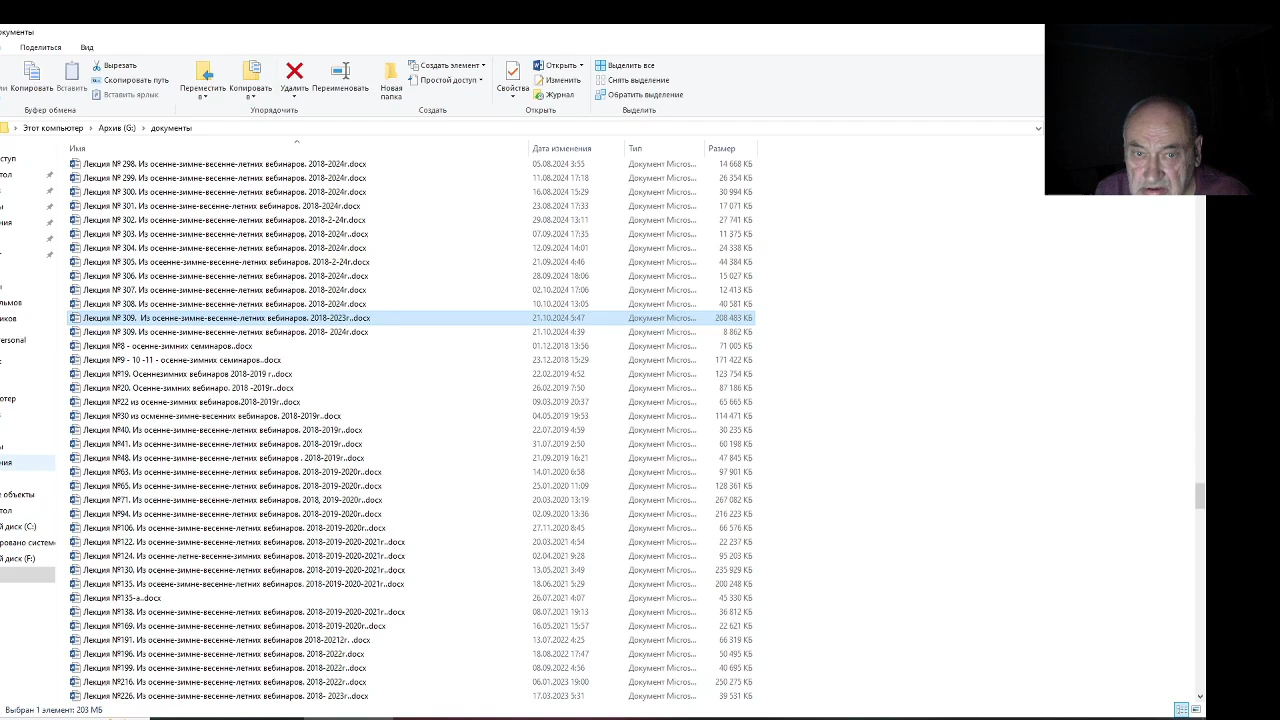 окументы
Поделиться Вид
Копировать
Вставить
Вырезать
Скопировать путь
Вставить ярлык
Переместить в
Копировать в
Удалить
Переименовать
Новая папка
Создать элемент
Простой доступ
Свойства
Открыть
Изменить
Журнал
Выделить все
Снять выделение
Обратить выделение
Буфер обмена Упорядочить Создать Открыть Выделить
Этот компьютер > Архив (G:) > документы
Имя Дата изменения Тип Размер
Лекция № 298. Из осенне-зимне-весенне-летних вебинаров. 2018-2024г.docx 05.08.2024 3:55 Документ Micros... 14 668 КБ
Лекция № 299. Из осенне-зимне-весенне-летних вебинаров. 2018-2024г.docx 11.08.2024 17:18 Документ Micros... 26 354 КБ
Лекция № 300. Из осенне-зимне-весенне-летних вебинаров. 2018-2024г.docx 16.08.2024 15:29 Документ Micros... 30 994 КБ
Лекция № 301. Из осенне-зине-весенне-летних вебинаров. 2018-2024г.docx 23.08.2024 17:33 Документ Micros... 17 071 КБ
Лекция № 302. Из осенне-зимне-весенне-летних вебинаров. 2018-2-24г.docx 29.08.2024 13:11 Документ Micros... 27 741 КБ
Лекция № 303. Из осенне-зимне-весенне-летних вебинаров. 2018-2024г..docx 07.09.2024 17:35 Документ Micros... 11 375 КБ
Лекция № 304. Из осенне-зимне-весенне-летних вебинаров. 2018-2024г..docx 12.09.2024 14:01 Документ Micros... 24 338 КБ
Лекция № 305. Из осеенне-зимне-весенне-летних вебинаров. 2018-2-24г.docx 21.09.2024 4:46 Документ Micros... 44 384 КБ
Лекция № 306. Из осенне-зимне-весенне-летних вебинаров. 2018-2024г..docx 28.09.2024 18:06 Документ Micros... 15 027 КБ
Лекция № 307. Из осенне-зимне-весенне-летних вебинаров. 2018-2024г.docx 02.10.2024 17:06 Документ Micros... 12 413 КБ
Лекция № 308. Из осенне-зимне-весенне-летних вебинаров. 2018-2024г.docx 10.10.2024 13:05 Документ Micros... 40 581 КБ
Лекция № 309. Из осенне-зимне-весенне-летних вебинаров. 2018-2023г..docx 21.10.2024 5:47 Документ Micros... 208 483 КБ
Лекция № 309. Из осенне-зимне-весенне-летних вебинаров. 2018- 2024г.docx 21.10.2024 4:39 Документ Micros... 8 862 КБ
Лекция №8 - осенне-зимних семинаров..docx 01.12.2018 13:56 Документ Micros... 71 005 КБ
Лекция №9 - 10 -11 - осенне-зимних семинаров..docx 23.12.2018 15:29 Документ Micros... 171 422 КБ
Лекция №19. Осеннезимних вебинаров 2018-2019 г..docx 22.02.2019 4:52 Документ Micros... 123 754 КБ
Лекция №20. Осеннезимних вебинаро. 2018 -2019г..docx 26.02.2019 7:50 Документ Micros... 87 186 КБ
Лекция №22 из осенне-зимних вебинаров.2018-2019г..docx 09.03.2019 20:37 Документ Micros... 65 665 КБ
Лекция №30 из осменне-зимне-весенних вебинаров. 2018-2019г..docx 04.05.2019 19:53 Документ Micros... 114 471 КБ
Лекция №40. Из осенне-зимне-весенне-летних вебинаров. 2018-2019г..docx 22.07.2019 4:59 Документ Micros... 30 235 КБ
Лекция №41. Из осенне-зимне-весенне-летних вебинаров. 2018-2019г..docx 31.07.2019 2:50 Документ Micros... 60 198 КБ
Лекция №48. Из осенне-зимне-весенне-летних вебинаров . 2018-2019г..docx 21.09.2019 16:21 Документ Micros... 47 845 КБ
Лекция №63. Из осенне-зимне-весенне-летних вебинаров. 2018-2019-2020г..docx 14.01.2020 6:58 Документ Micros... 97 901 КБ
Лекция №65. Из осенне-зимне-весенне-летних вебинаров. 2018-2019-2020г..docx 25.01.2020 11:09 Документ Micros... 128 361 КБ
Лекция №71. Из осенне-зимне-весенне-летних вебинаров. 2018, 2019-2020г..docx 20.03.2020 13:19 Документ Micros... 267 082 КБ
Лекция №94. Из осенне-зимне-весенне-летних вебинаров. 2018-2019-2020г..docx 02.09.2020 13:36 Документ Micros... 216 223 КБ
Лекция №106. Из осенне-зимне-весенне-летних вебинаров. 2018-2019-2020г..docx 27.11.2020 8:45 Документ Micros... 66 576 КБ
Лекция №122. Из осенне-зимне-весенне-летних вебинаров. 2018-2019-2020-2021г..docx 20.03.2021 4:54 Документ Micros... 22 237 КБ
Лекция №124. Из осенне-летне-весенне-зимних вебинаров. 2018-2019-2020-2021г..docx 02.04.2021 9:28 Документ Micros... 95 203 КБ
Лекция №130. Из осенне-зимне-весенне-летних вебинаров. 2018-2019-2020-2021г..docx 13.05.2021 3:49 Документ Micros... 235 929 КБ
Лекция №135. Из осеене-зимне-весенне-летних вебинаров. 2018-2019-2020-2021г..docx 18.06.2021 5:29 Документ Micros... 200 248 КБ
Лекция №135-а..docx 26.07.2021 4:07 Документ Micros... 45 330 КБ
Лекция №138. Из осенне-зимне-весенне-летних вебинаров. 2018-2019-2020-2021г..docx 08.07.2021 19:13 Документ Micros... 36 812 КБ
Лекция №169. Из осенне-зимне-весенне-летних вебинаров. 2018-2019-2020г..docx 16.05.2021 15:57 Документ Micros... 22 621 КБ
Лекция №191. Из осенне-зимне-весенне-летних вебинаров 2018-20212г. .docx 13.07.2022 4:25 Документ Micros... 66 319 КБ
Лекция №196. Из осенне-зимне-весенне-летних вебинаров. 2018-2022г.docx 18.08.2022 17:47 Документ Micros... 50 495 КБ
Лекция №199. Из осенне-зимне-весенне-летних вебинаров. 2018-2022г..docx 08.09.2022 4:56 Документ Micros... 40 695 КБ
Лекция №216. Из осенне-зимне-весенне-летних вебинаров. 2018-2022г..docx 06.01.2023 19:00 Документ Micros... 250 275 КБ
Лекция №226. Из осенне-зимне-весенне-летних вебинаров. 2018- 2023г..docx 17.03.2023 5:31 Документ Micros... 39 531 КБ
ступ
тол
ния
льмов
ников
ersonal
ютер
ния
е объекты
тол
й диск (C:)
ровано систем
й диск (F:)
Выбран 1 элемент: 203 МБ